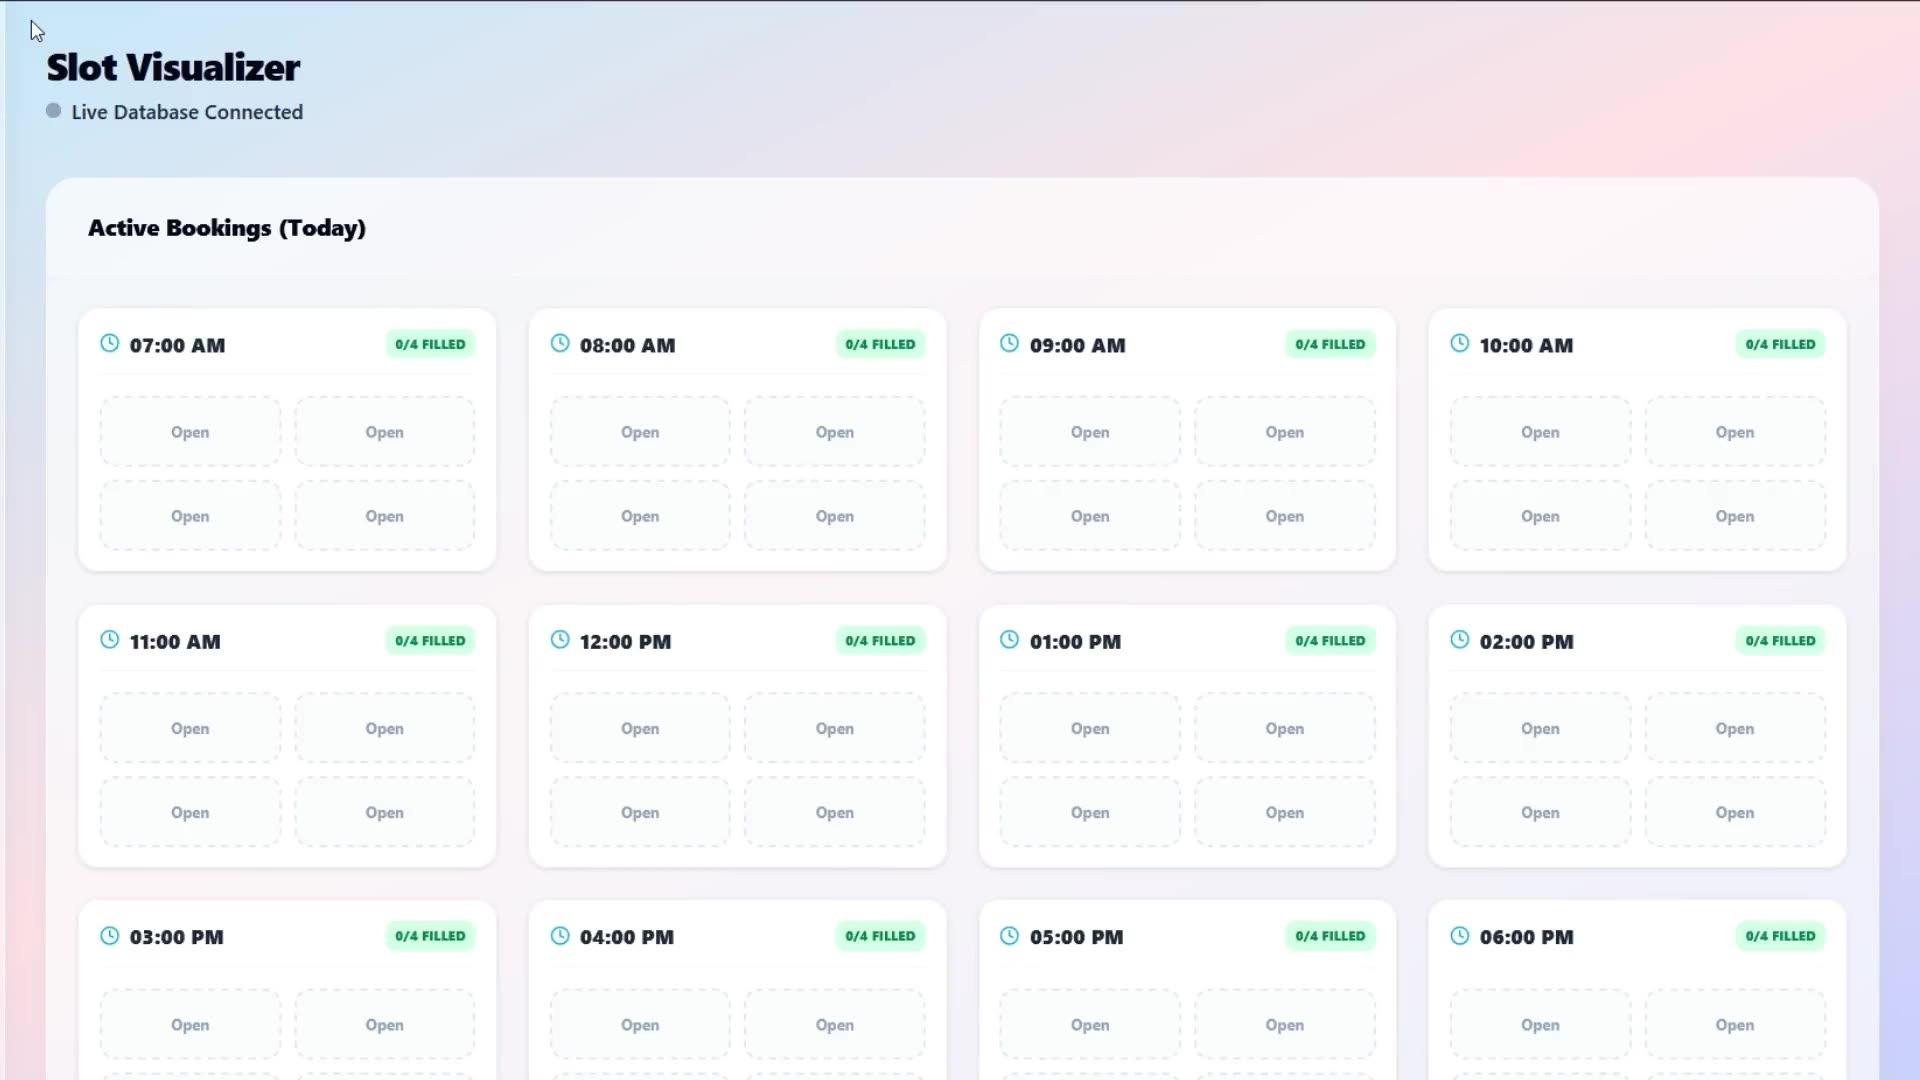 Slot Visualizer
Live Database Connected
Active Bookings (Today)
07:00 AM 0/4 FILLED
Open Open
Open Open
08:00 AM 0/4 FILLED
Open Open
Open Open
09:00 AM 0/4 FILLED
Open Open
Open Open
10:00 AM 0/4 FILLED
Open Open
Open Open
11:00 AM 0/4 FILLED
Open Open
Open Open
12:00 PM 0/4 FILLED
Open Open
Open Open
01:00 PM 0/4 FILLED
Open Open
Open Open
02:00 PM 0/4 FILLED
Open Open
Open Open
03:00 PM 0/4 FILLED
Open Open
04:00 PM 0/4 FILLED
Open Open
05:00 PM 0/4 FILLED
Open Open
06:00 PM 0/4 FILLED
Open Open